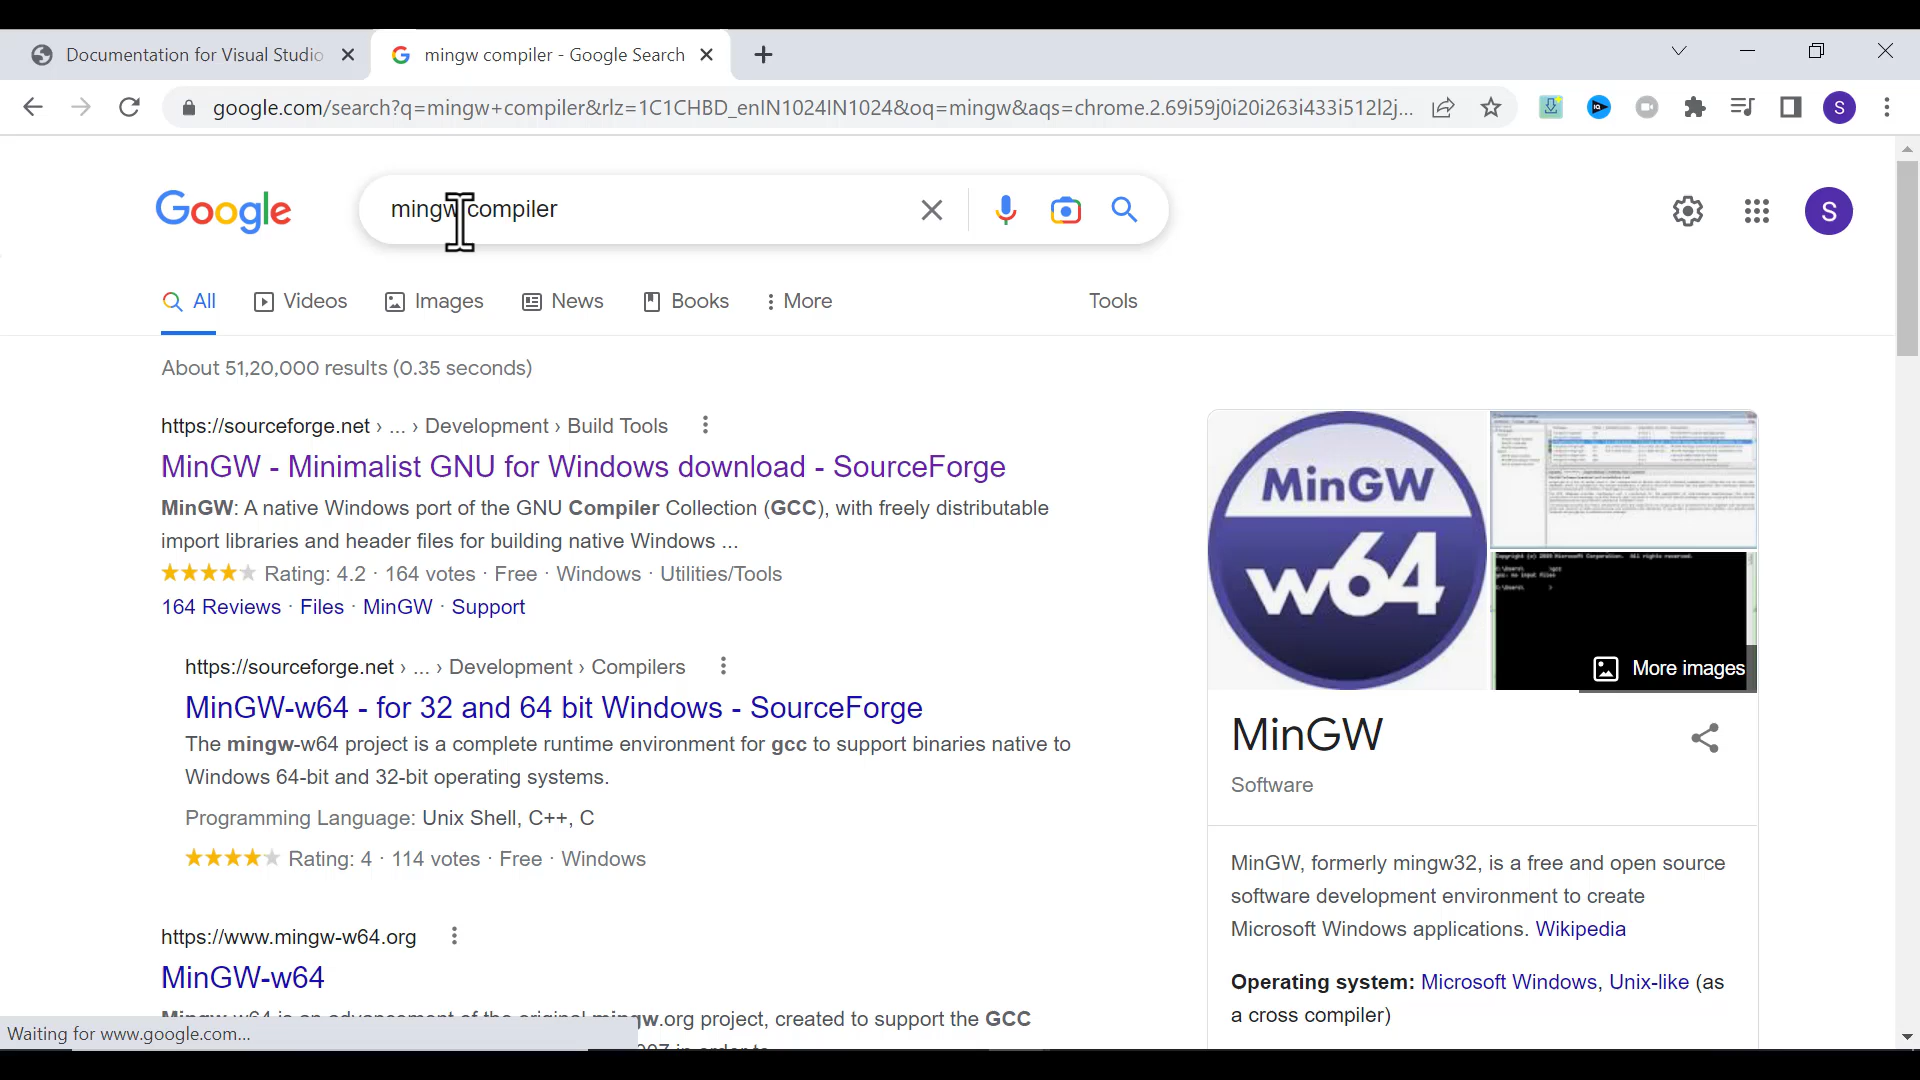 Documentation for Visual Studio
mingw compiler - Google Search
google.com/search?q=mingw+compiler&rlz=1C1CHBD_enIN1024IN1024&oq=mingw&aqs=chrome.2.69i59j0i20i263i433i512l2j...
S
Google
mingw compiler
S
All
Videos
Images
News
Books
More
Tools
About 51,20,000 results (0.35 seconds)
https://sourceforge.net › ... › Development › Build Tools
MinGW - Minimalist GNU for Windows download - SourceForge
MinGW: A native Windows port of the GNU Compiler Collection (GCC), with freely distributable
import libraries and header files for building native Windows ...
Rating: 4.2 · 164 votes · Free · Windows · Utilities/Tools
164 Reviews · Files · MinGW · Support
https://sourceforge.net › ... › Development › Compilers
MinGW-w64 - for 32 and 64 bit Windows - SourceForge
The mingw-w64 project is a complete runtime environment for gcc to support binaries native to
Windows 64-bit and 32-bit operating systems.
Programming Language: Unix Shell, C++, C
Rating: 4 · 114 votes · Free · Windows
https://www.mingw-w64.org
MinGW-w64
Mingw-w64 is an advancement of the original mingw.org project, created to support the GCC
Waiting for www.google.com...
MinGW
w64
More images
MinGW
Software
MinGW, formerly mingw32, is a free and open source
software development environment to create
Microsoft Windows applications. Wikipedia
Operating system: Microsoft Windows, Unix-like (as
a cross compiler)